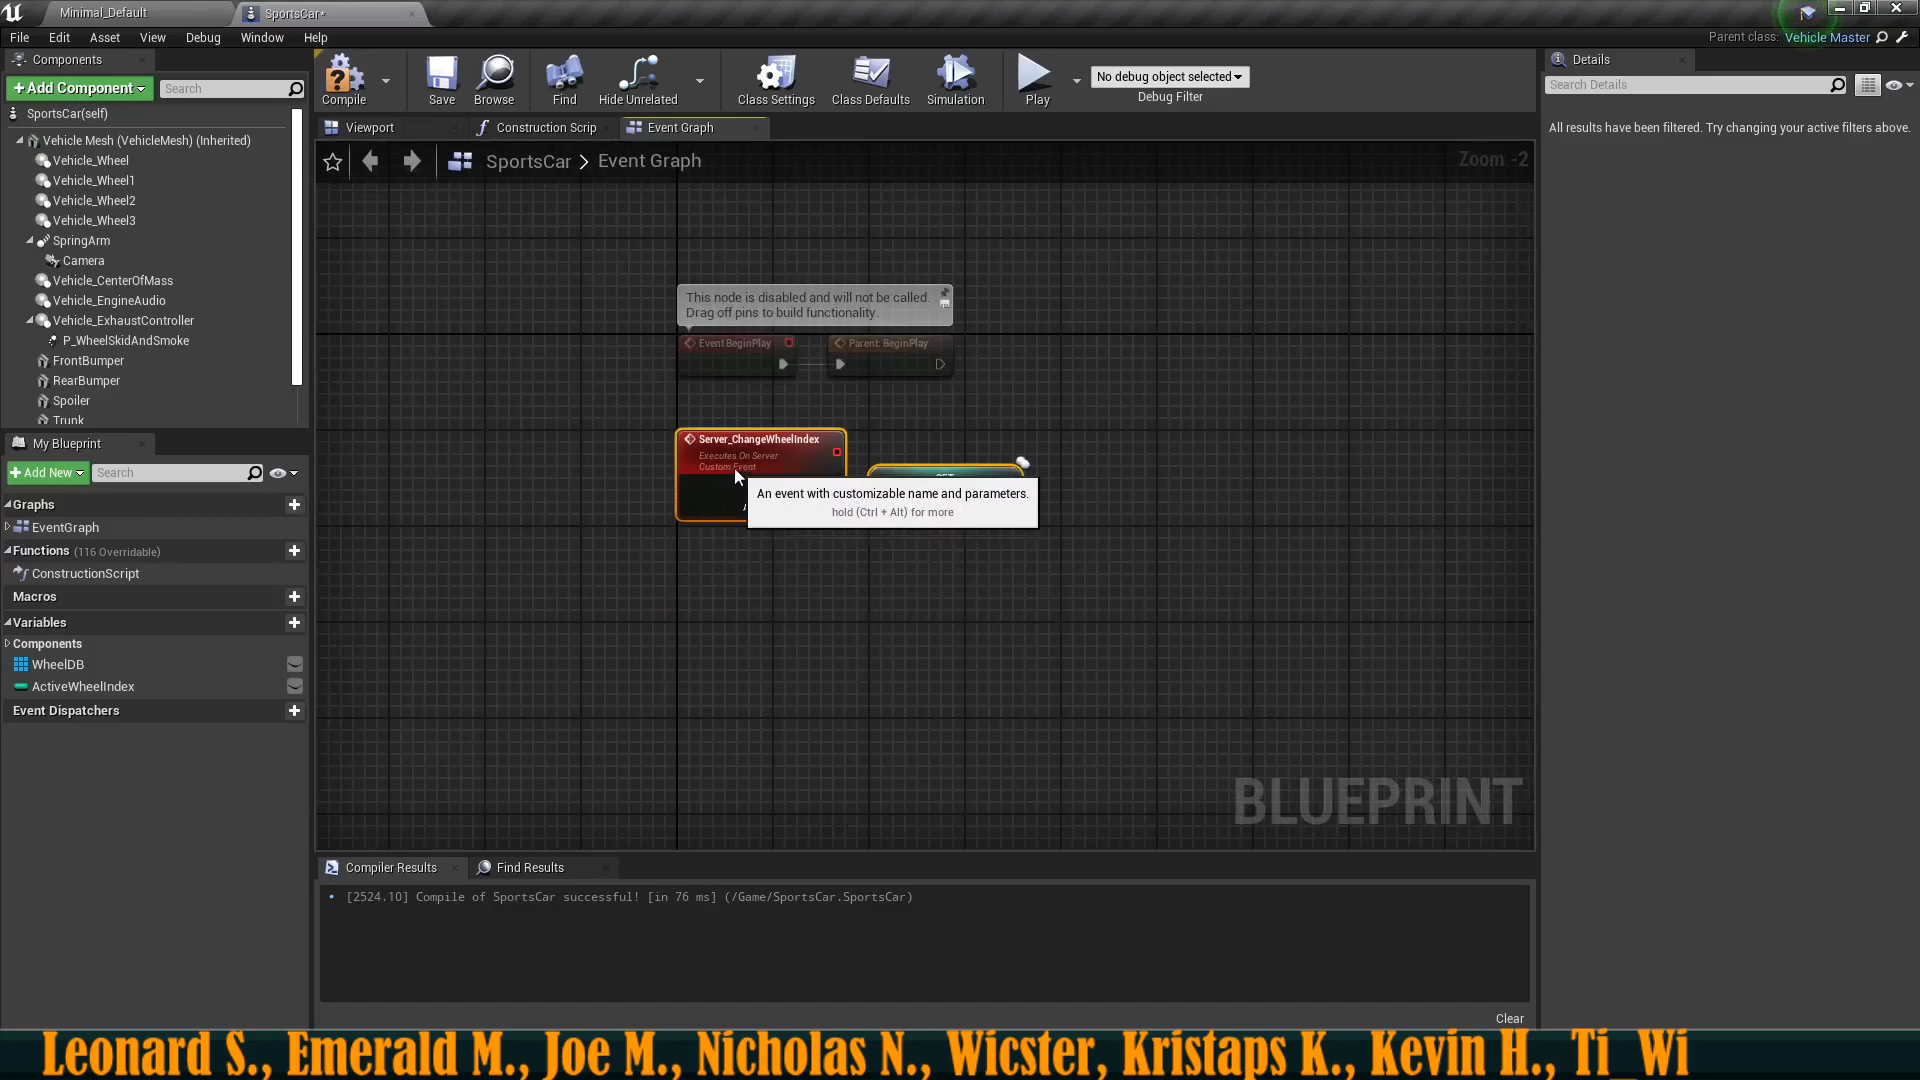 Minimal_Default
SportsCar*
File Edit Asset View Debug Window Help
Parent class: Vehicle Master
Components
+Add Component
Search
SportsCar(self)
Vehicle Mesh (VehicleMesh) (Inherited)
Vehicle_Wheel
Vehicle_Wheel1
Vehicle_Wheel2
Vehicle_Wheel3
SpringArm
Camera
Vehicle_CenterOfMass
Vehicle_EngineAudio
Vehicle_ExhaustController
P_WheelSkidAndSmoke
FrontBumper
RearBumper
Spoiler
Trunk
My Blueprint
+Add New
Search
Graphs
EventGraph
Functions (116 Overridable)
ConstructionScript
Macros
Variables
Components
WheelDB
ActiveWheelIndex
Event Dispatchers
Compile
Save
Browse
Find
Hide Unrelated
Class Settings
Class Defaults
Simulation
Play
No debug object selected
Debug Filter
Viewport
Construction Scrip
Event Graph
SportsCar > Event Graph
Zoom -2
This node is disabled and will not be called.
Drag off pins to build functionality.
Event BeginPlay
Parent: BeginPlay
Server_ChangeWheelIndex
Executes On Server
Custom Event
An event with customizable name and parameters.
hold (Ctrl + Alt) for more
BLUEPRINT
Compiler Results
Find Results
• [2524.10] Compile of SportsCar successful! [in 76 ms] (/Game/SportsCar.SportsCar)
Clear
Details
Search Details
All results have been filtered. Try changing your active filters above.
Leonard S., Emerald M., Joe M., Nicholas N., Wicster, Kristaps K., Kevin H., Ti_Wi